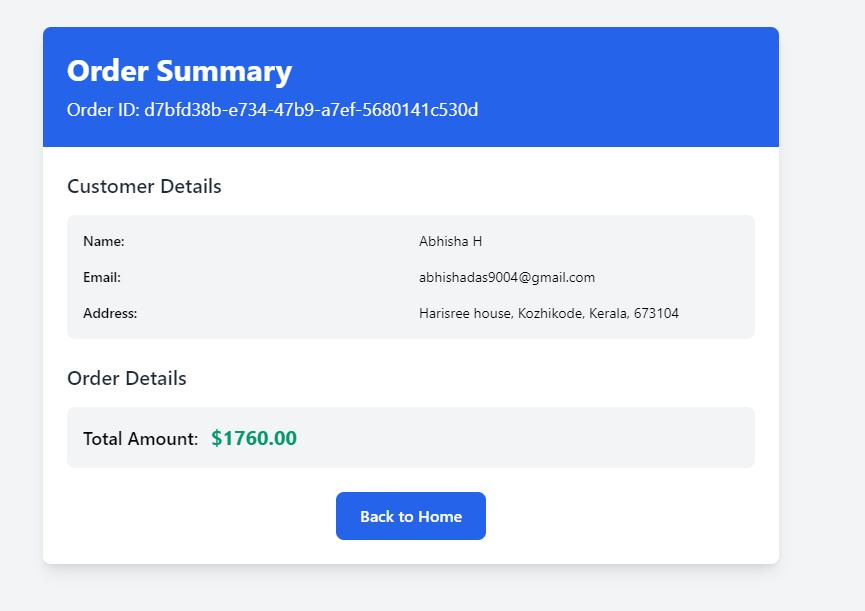 Order Summary
Order ID: d7bfd38b-e734-47b9-a7ef-5680141c530d
Customer Details
Name: Abhisha H
Email: abhishadas9004@gmail.com
Address: Harisree house, Kozhikode, Kerala, 673104
Order Details
Total Amount: $1760.00
Back to Home